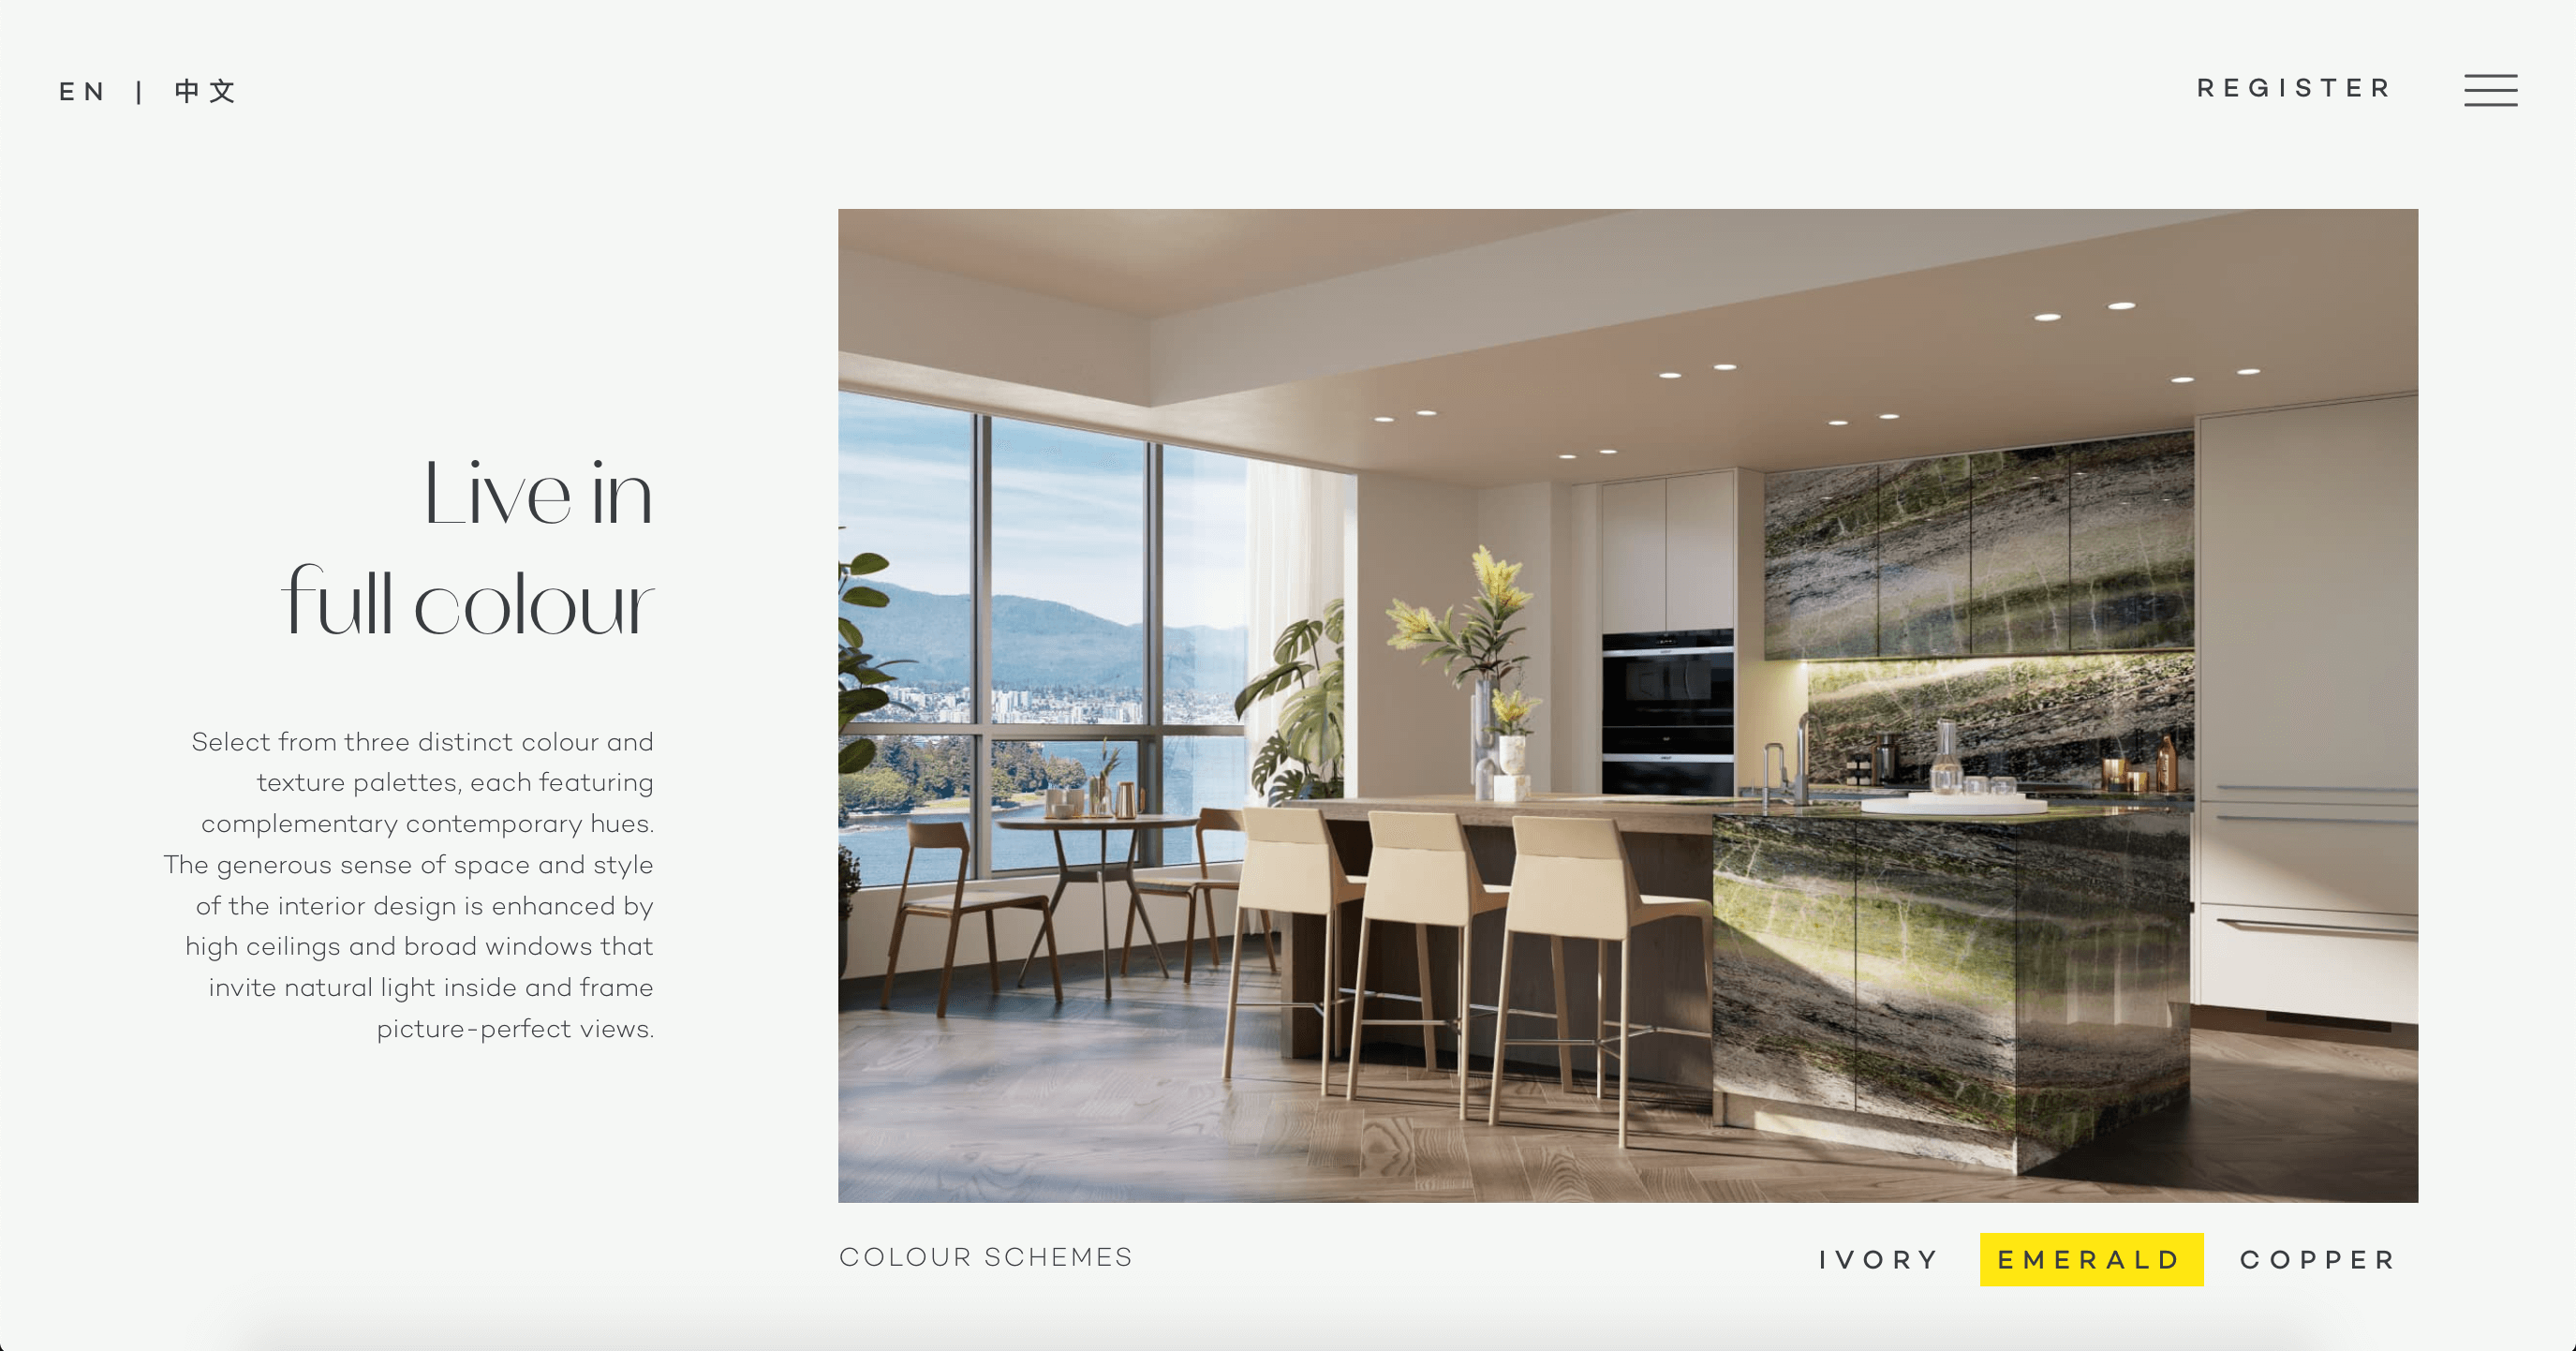 EN | 中文
REGISTER
Live in
full colour
Select from three distinct colour and
texture palettes, each featuring
complementary contemporary hues.
The generous sense of space and style
of the interior design is enhanced by
high ceilings and broad windows that
invite natural light inside and frame
picture-perfect views.
COLOUR SCHEMES
IVORY EMERALD COPPER